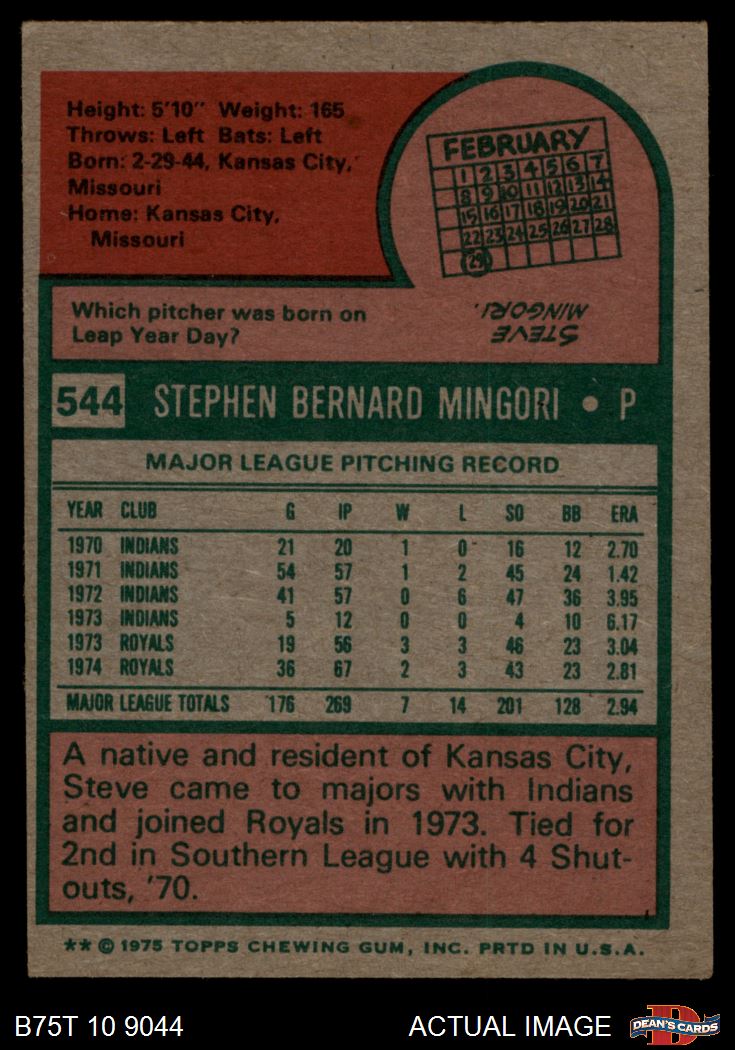 Height: 5'10" Weight: 165
Throws: Left Bats: Left
Born: 2-29-44, Kansas City,
Missouri
Home: Kansas City,
Missouri
FEBRUARY
1 2 3 4 5 6 7
8 9 10 11 12 13 14
15 16 17 18 19 20 21
22 23 24 25 26 27 28
29
Which pitcher was born on
Leap Year Day?
STEVE
MINGORI.
544 STEPHEN BERNARD MINGORI • P
MAJOR LEAGUE PITCHING RECORD
YEAR CLUB G IP W L SO BB ERA
1970 INDIANS 21 20 1 0 16 12 2.70
1971 INDIANS 54 57 1 2 45 24 1.42
1972 INDIANS 41 57 0 6 47 36 3.95
1973 INDIANS 5 12 0 0 4 10 6.17
1973 ROYALS 19 56 3 3 46 23 3.04
1974 ROYALS 36 67 2 3 43 23 2.81
MAJOR LEAGUE TOTALS 176 269 7 14 201 128 2.94
A native and resident of Kansas City,
Steve came to majors with Indians
and joined Royals in 1973. Tied for
2nd in Southern League with 4 Shut-
outs, '70.
** © 1975 TOPPS CHEWING GUM, INC. PRTD IN U.S.A.
B75T 10 9044 ACTUAL IMAGE
D
DEAN'S CARDS